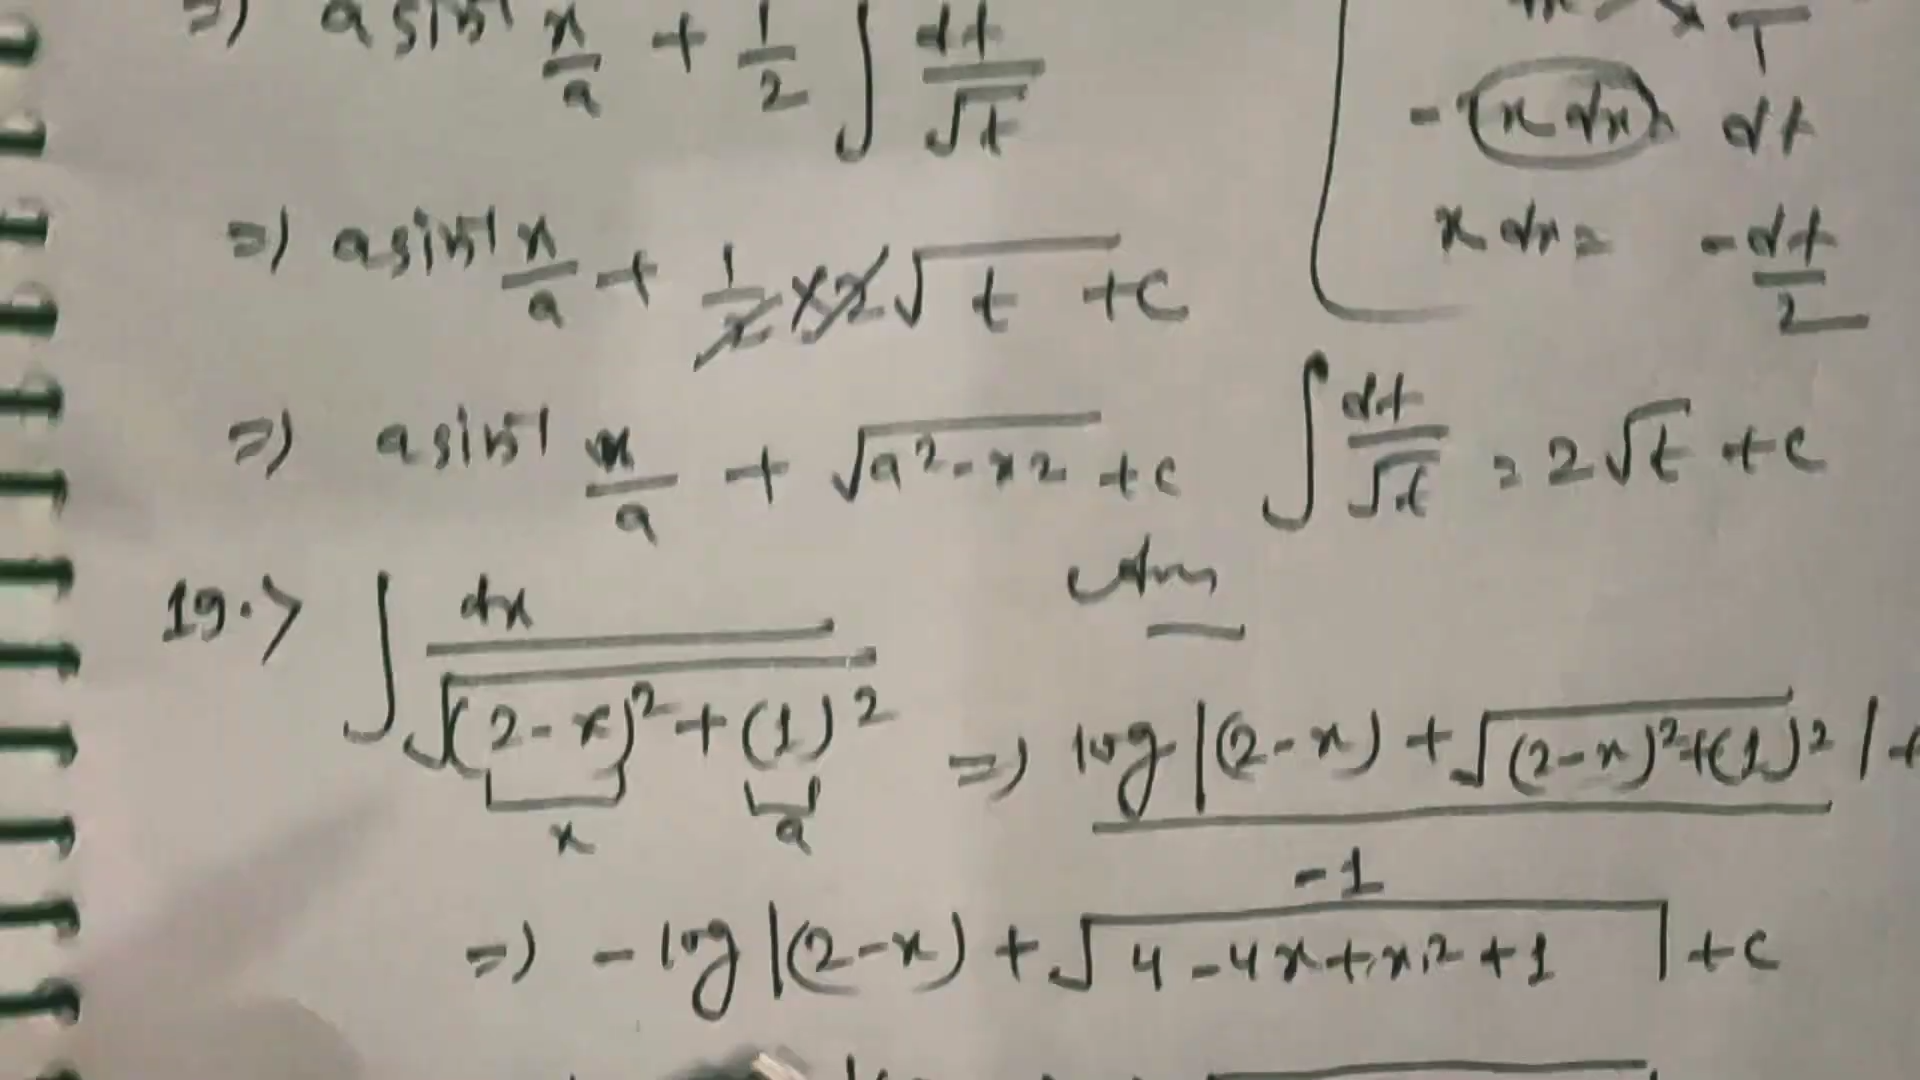 =) a sin⁻¹ x/a + 1/2 ∫ dt/√t
- 2 x dx = dt
=) a sin⁻¹ x/a + 1/2 × 2 √t + c
x dx = -dt/2
=) a sin⁻¹ x/a + √a² - x2 + c
∫ dt/√t = 2√t + c
Ans
19.> ∫ dx/√(2-x)² + (1)²
x a
=) log |(2-x) + √(2-x)²+(1)² | + / -1
=) - log |(2-x) + √4 - 4x + x² + 1 | + c